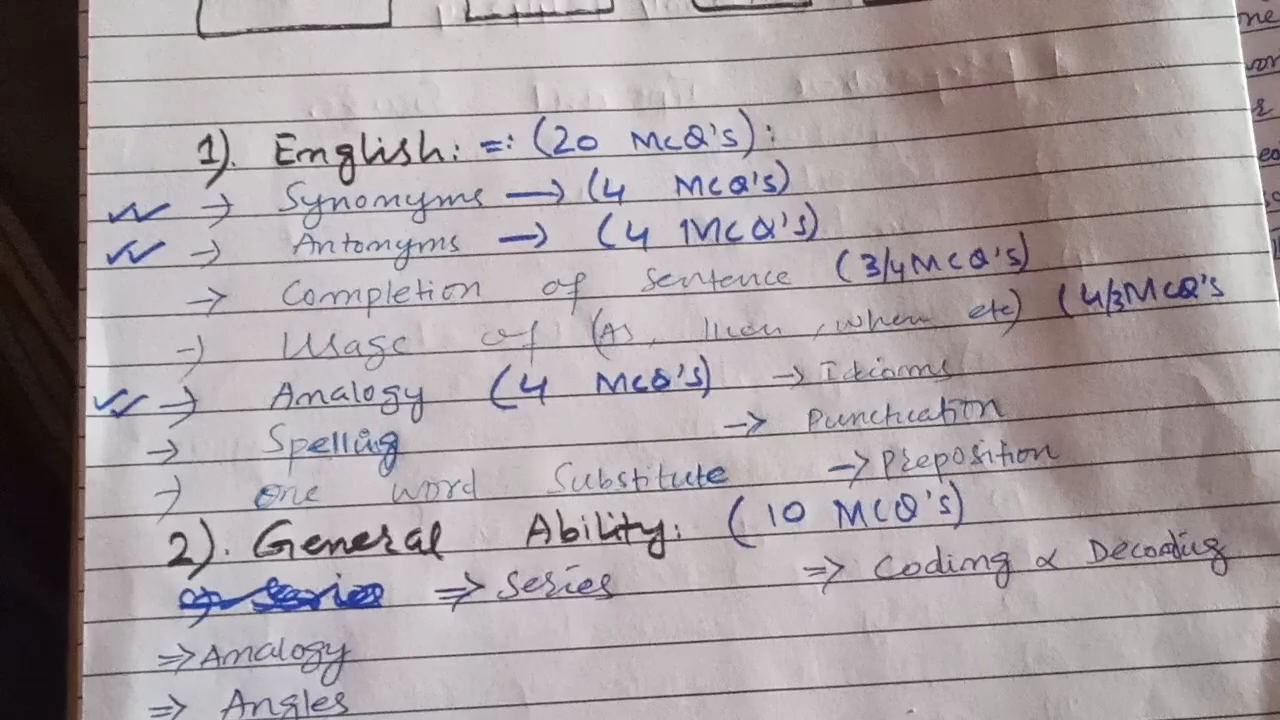 1). English: =: (20 McQ's):
→ Synonyms → (4 McQ's)
→ Antonyms → (4 McQ's)
→ Completion of sentence (3/4 McQ's)
→ Usage of (As, , when etc) (4/3 McQ's
→ Analogy (4 McQ's) → Idioms
→ Spelling → Punctuation
→ One word Substitute → Preposition
2). General Ability: (10 MCQ's)
⇒ Series ⇒ Series ⇒ Coding & Decoding
⇒ Analogy
⇒ Angles
ne